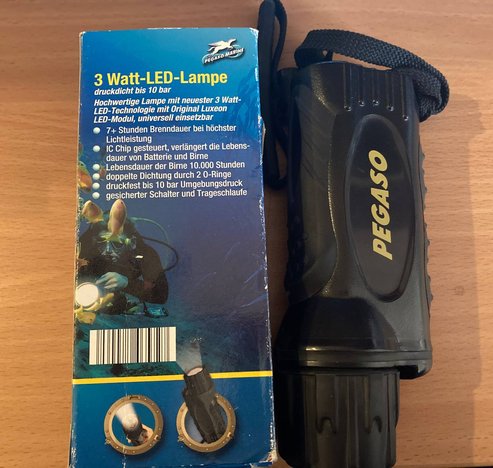 PEGASO MARINE
3 Watt-LED-Lampe
druckdicht bis 10 bar
Hochwertige Lampe mit neuester 3 Watt-
LED-Technologie mit Original Luxeon
LED-Modul, universell einsetzbar
7+ Stunden Brenndauer bei höchster
Lichtleistung
IC Chip gesteuert, verlängert die Lebens-
dauer von Batterie und Birne
Lebensdauer der Birne 10.000 Stunden
doppelte Dichtung durch 2 O-Ringe
druckfest bis 10 bar Umgebungsdruck
gesicherter Schalter und Trageschlaufe
PEGASO